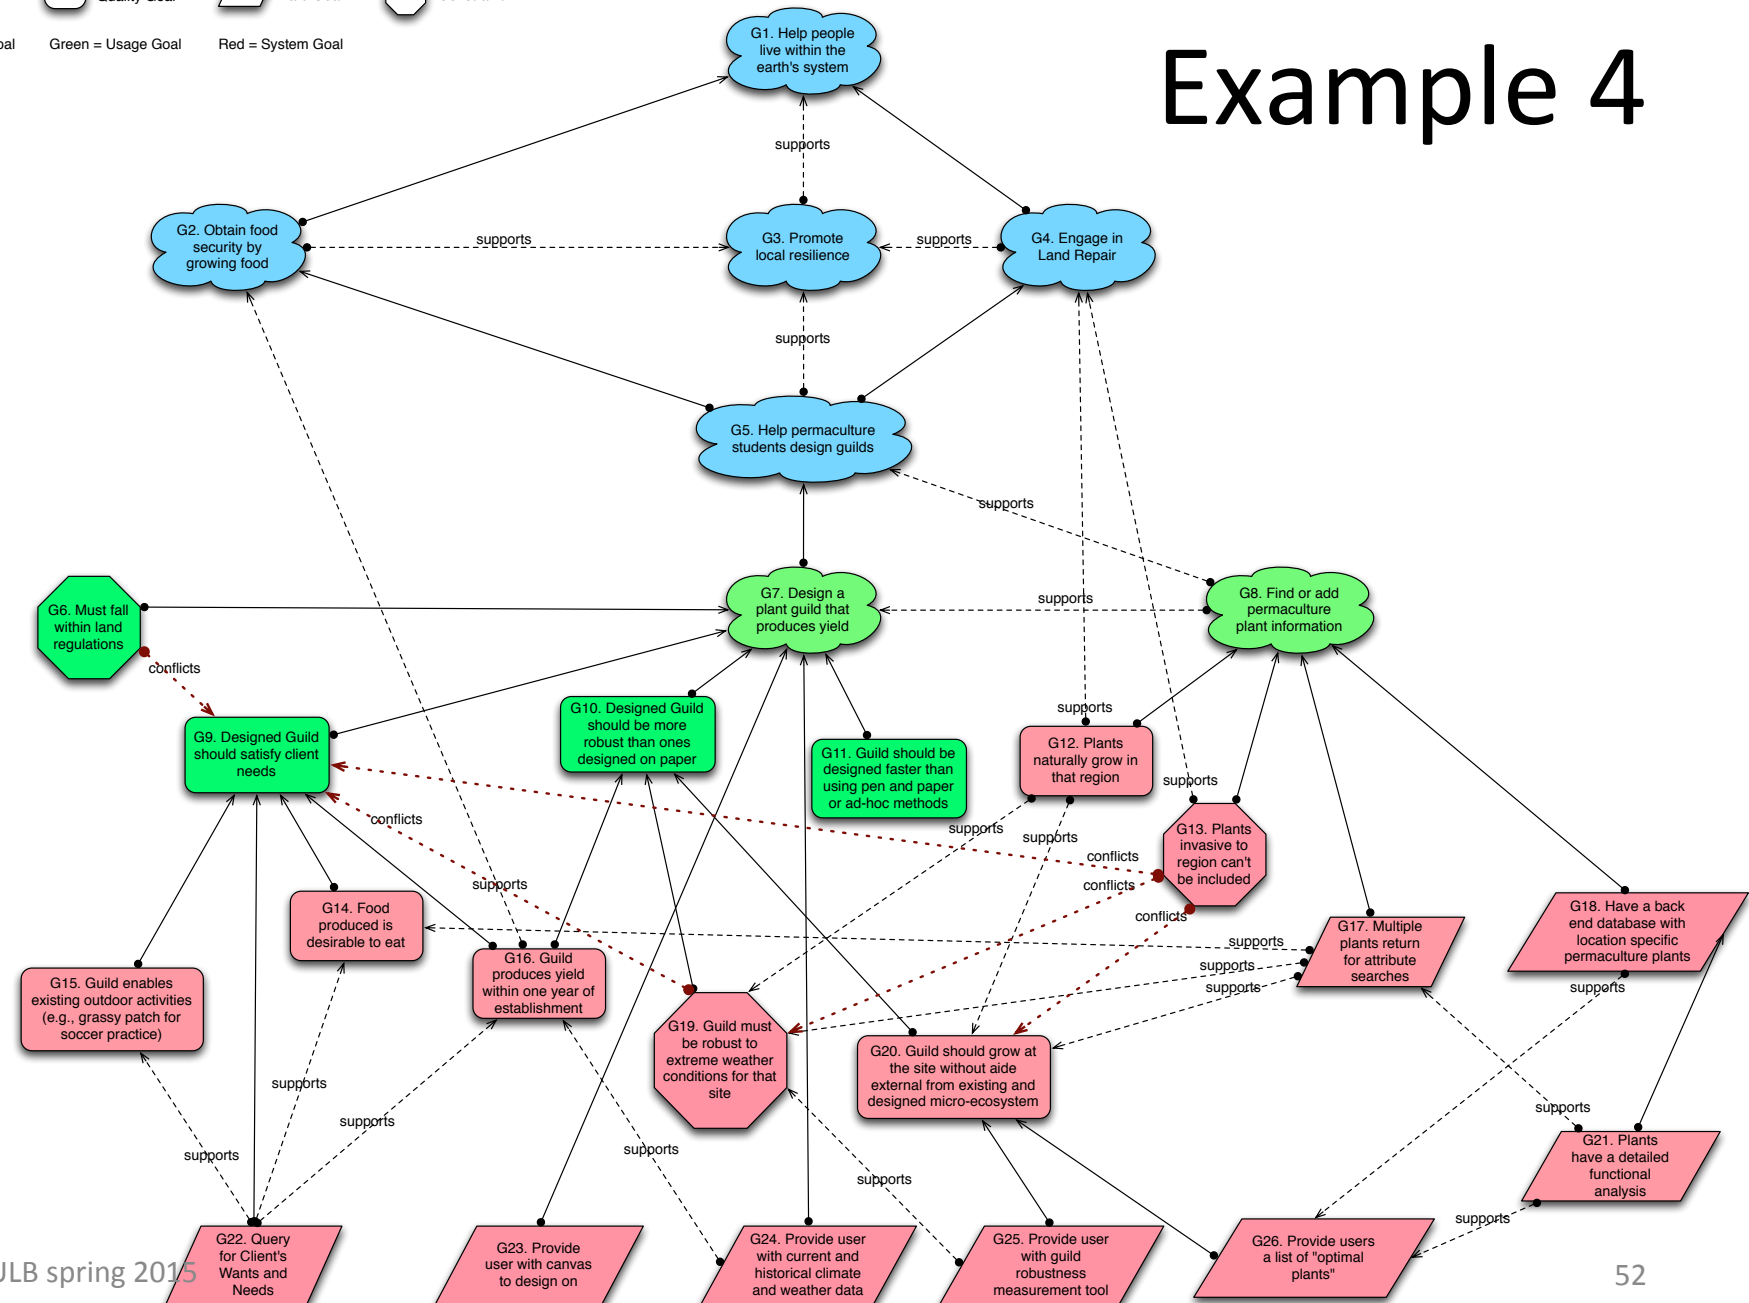 Quality Goal
oal
Green = Usage Goal
Red = System Goal
Example 4
G1. Help people
live within the
earth's system
supports
G2. Obtain food
security by
growing food
supports
G3. Promote
local resilience
supports
G4. Engage in
Land Repair
supports
G5. Help permaculture
students design guilds
supports
G6. Must fall
within land
regulations
conflicts
G7. Design a
plant guild that
produces yield
supports
G8. Find or add
permaculture
plant information
G9. Designed Guild
should satisfy client
needs
G10. Designed Guild
should be more
robust than ones
designed on paper
G11. Guild should be
designed faster than
using pen and paper
or ad-hoc methods
supports
G12. Plants
naturally grow in
that region
supports
G13. Plants
invasive to
region can't
be included
conflicts
supports
supports
conflicts
conflicts
conflicts
supports
G14. Food
produced is
desirable to eat
G15. Guild enables
existing outdoor activities
(e.g., grassy patch for
soccer practice)
G16. Guild
produces yield
within one year of
establishment
G17. Multiple
plants return
for attribute
searches
G18. Have a back
end database with
location specific
permaculture plants
supports
supports
supports
supports
G19. Guild must
be robust to
extreme weather
conditions for that
site
G20. Guild should grow at
the site without aide
external from existing and
designed micro-ecosystem
supports
supports
supports
supports
supports
supports
G21. Plants
have a detailed
functional
analysis
supports
G22. Query
for Client's
Wants and
Needs
G23. Provide
user with canvas
to design on
G24. Provide user
with current and
historical climate
and weather data
G25. Provide user
with guild
robustness
measurement tool
G26. Provide users
a list of "optimal
plants"
ULB spring 2015
52